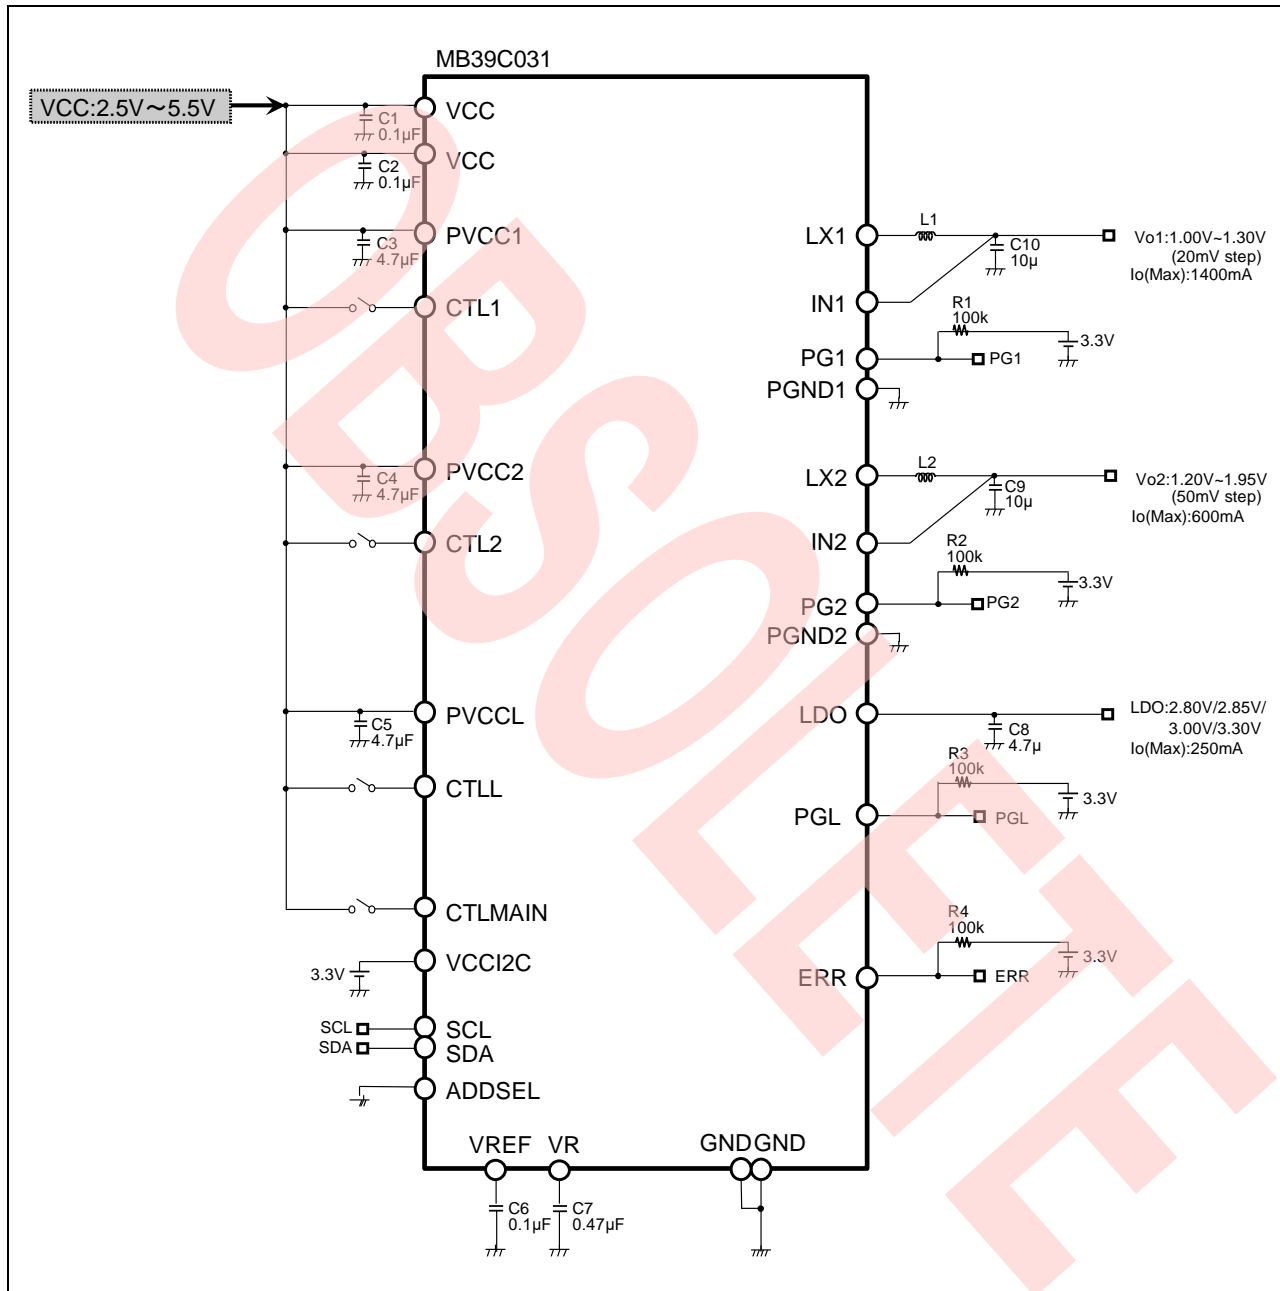 MB39C031
VCC:2.5V～5.5V
VCC
C1
0.1µF
VCC
C2
0.1µF
PVCC1
C3
4.7µF
CTL1
PVCC2
C4
4.7µF
CTL2
PVCCL
C5
4.7µF
CTLL
CTLMAIN
VCCI2C
3.3V
SCL
SCL
SDA
SDA
ADDSEL
VREF
VR
GND
GND
C6
0.1µF
C7
0.47µF
LX1
L1
C10
10µ
Vo1:1.00V~1.30V
(20mV step)
Io(Max):1400mA
IN1
R1
100k
3.3V
PG1
PG1
PGND1
LX2
L2
C9
10µ
Vo2:1.20V~1.95V
(50mV step)
Io(Max):600mA
IN2
R2
100k
3.3V
PG2
PG2
PGND2
LDO
C8
4.7µ
LDO:2.80V/2.85V/
3.00V/3.30V
Io(Max):250mA
R3
100k
3.3V
PGL
PGL
R4
100k
3.3V
ERR
ERR
OBSOLETE